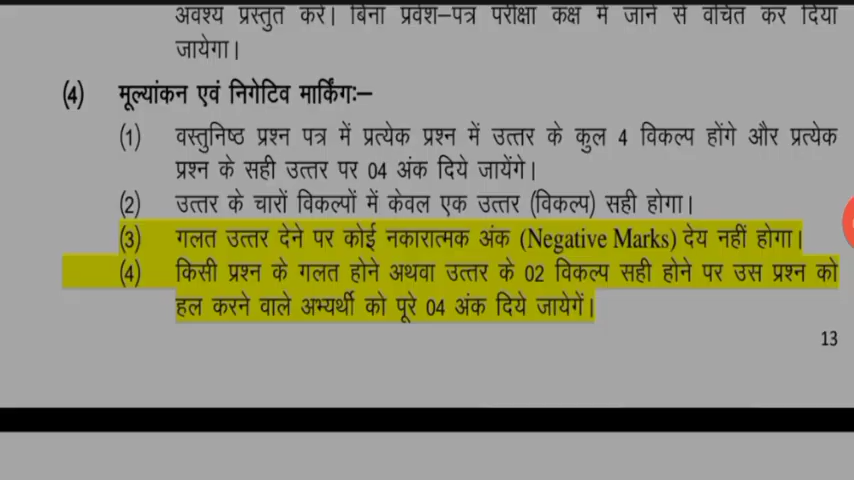 अवश्य प्रस्तुत करें। बिना प्रवेश–पत्र परीक्षा कक्ष में जाने से वंचित कर दिया
जायेगा।
(4) मूल्यांकन एवं निगेटिव मार्किंगः–
(1) वस्तुनिष्ठ प्रश्न पत्र में प्रत्येक प्रश्न में उत्तर के कुल 4 विकल्प होंगे और प्रत्येक
प्रश्न के सही उत्तर पर 04 अंक दिये जायेंगे।
(2) उत्तर के चारों विकल्पों में केवल एक उत्तर (विकल्प) सही होगा।
(3) गलत उत्तर देने पर कोई नकारात्मक अंक (Negative Marks) देय नहीं होगा।
(4) किसी प्रश्न के गलत होने अथवा उत्तर के 02 विकल्प सही होने पर उस प्रश्न को
हल करने वाले अभ्यर्थी को पूरे 04 अंक दिये जायेगें।
13